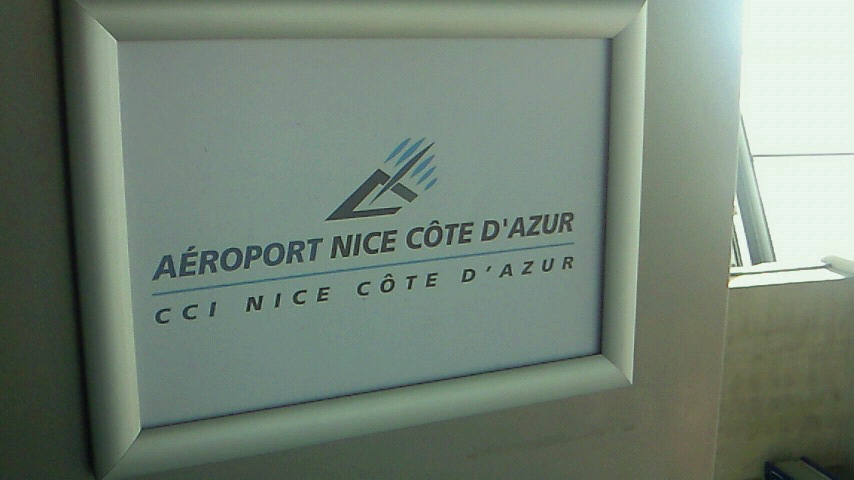 AÉROPORT NICE CÔTE D'AZUR
CCI NICE CÔTE D'AZUR